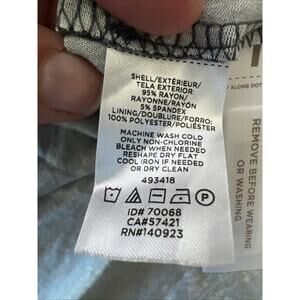 SHELL/EXTÉRIEUR/
TELA EXTERIOR:
95% RAYON/
RAYONNE/RAYÓN
5% SPANDEX
LINING/DOUBLURE/FORRO:
100% POLYESTER/POLIÉSTER
MACHINE WASH COLD
ONLY NON-CHLORINE
BLEACH WHEN NEEDED
RESHAPE DRY FLAT
COOL IRON IF NEEDED
OR DRY CLEAN
493418
P
ID# 70068
CA#57421
RN#140923
ALONG DOT
REMOVE BEFORE WEARING
OR WASHING